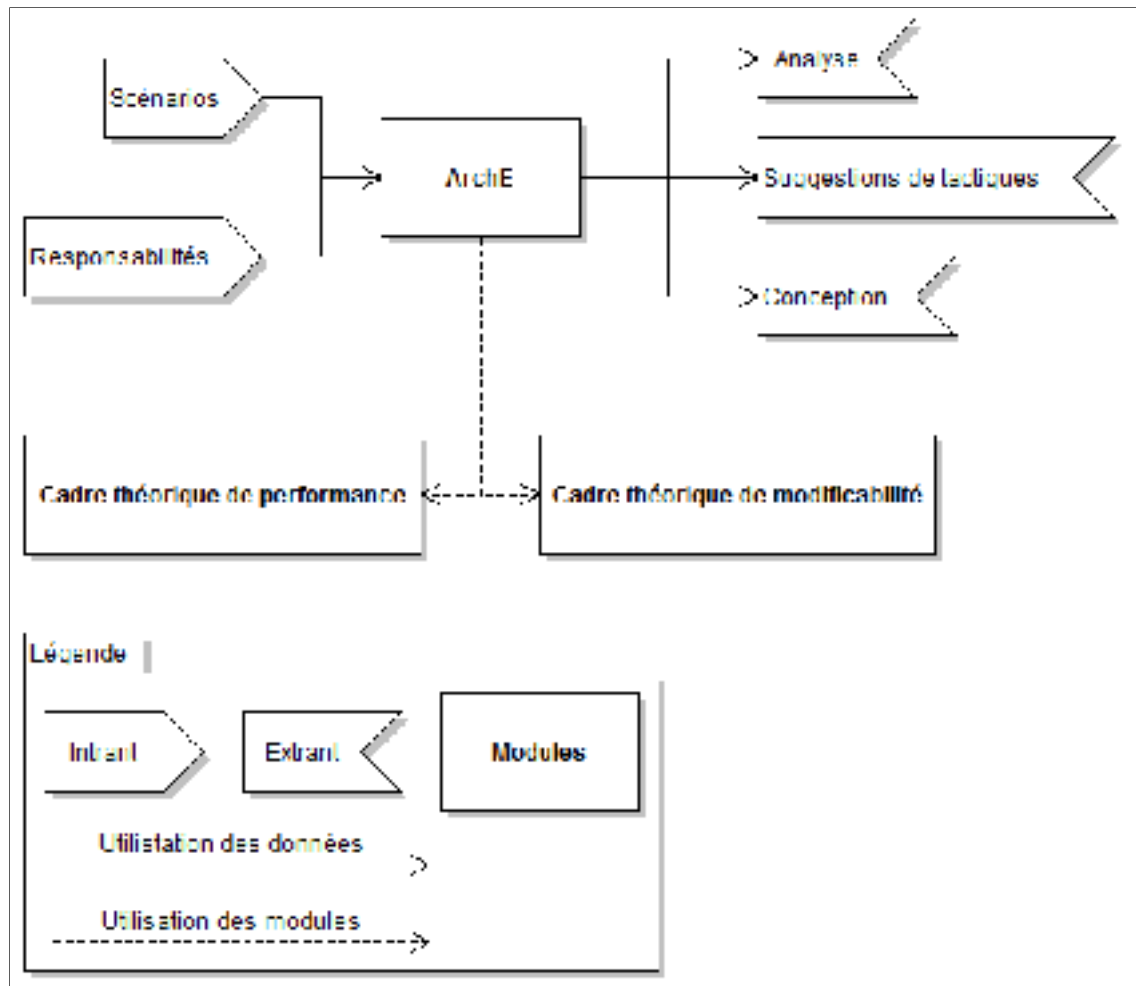 Scénarios
Analyse
ArchE
Suggestions de tactiques
Responsabilités
Conception
Cadre théorique de performance
Cadre théorique de modificabilité
Légende
Intrant
Extrant
Modules
Utilistation des données
Utilisation des modules